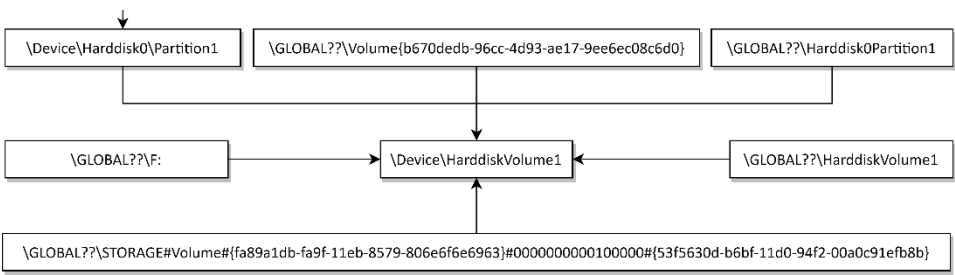 \Device\Harddisk0\Partition1
\GLOBAL??\Volume{b670dedb-96cc-4d93-ae17-9ee6ec08c6d0}
\GLOBAL??\Harddisk0Partition1
\GLOBAL??\F:
\Device\HarddiskVolume1
\GLOBAL??\HarddiskVolume1
\GLOBAL??\STORAGE#Volume#{fa89a1db-fa9f-11eb-8579-806e6f6e6963}#0000000000100000#{53f5630d-b6bf-11d0-94f2-00a0c91efb8b}